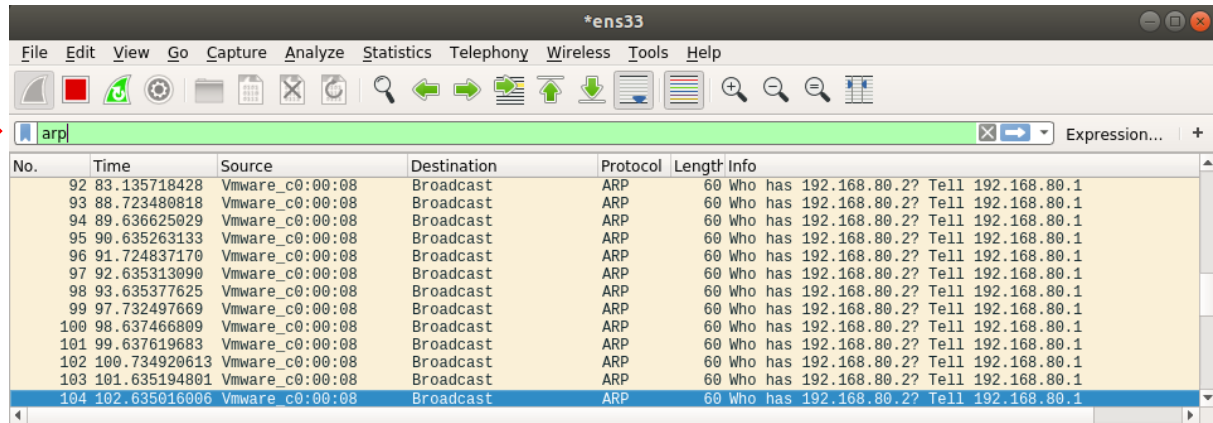 *ens33
File Edit View Go Capture Analyze Statistics Telephony Wireless Tools Help
arp
Expression... +
No. Time Source Destination Protocol Length Info
92 83.135718428 Vmware_c0:00:08 Broadcast ARP 60 Who has 192.168.80.2? Tell 192.168.80.1
93 88.723480818 Vmware_c0:00:08 Broadcast ARP 60 Who has 192.168.80.2? Tell 192.168.80.1
94 89.636625029 Vmware_c0:00:08 Broadcast ARP 60 Who has 192.168.80.2? Tell 192.168.80.1
95 90.635263133 Vmware_c0:00:08 Broadcast ARP 60 Who has 192.168.80.2? Tell 192.168.80.1
96 91.724837170 Vmware_c0:00:08 Broadcast ARP 60 Who has 192.168.80.2? Tell 192.168.80.1
97 92.635313090 Vmware_c0:00:08 Broadcast ARP 60 Who has 192.168.80.2? Tell 192.168.80.1
98 93.635377625 Vmware_c0:00:08 Broadcast ARP 60 Who has 192.168.80.2? Tell 192.168.80.1
99 97.732497669 Vmware_c0:00:08 Broadcast ARP 60 Who has 192.168.80.2? Tell 192.168.80.1
100 98.637466809 Vmware_c0:00:08 Broadcast ARP 60 Who has 192.168.80.2? Tell 192.168.80.1
101 99.637619683 Vmware_c0:00:08 Broadcast ARP 60 Who has 192.168.80.2? Tell 192.168.80.1
102 100.734920613 Vmware_c0:00:08 Broadcast ARP 60 Who has 192.168.80.2? Tell 192.168.80.1
103 101.635194801 Vmware_c0:00:08 Broadcast ARP 60 Who has 192.168.80.2? Tell 192.168.80.1
104 102.635016006 Vmware_c0:00:08 Broadcast ARP 60 Who has 192.168.80.2? Tell 192.168.80.1